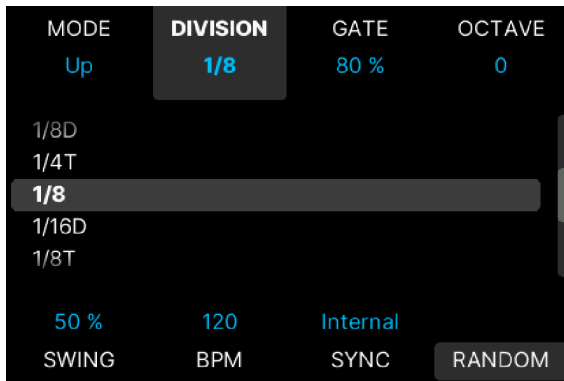 MODE DIVISION GATE OCTAVE
Up 1/8 80 % 0
1/8D
1/4T
1/8
1/16D
1/8T
50 % 120 Internal
SWING BPM SYNC RANDOM